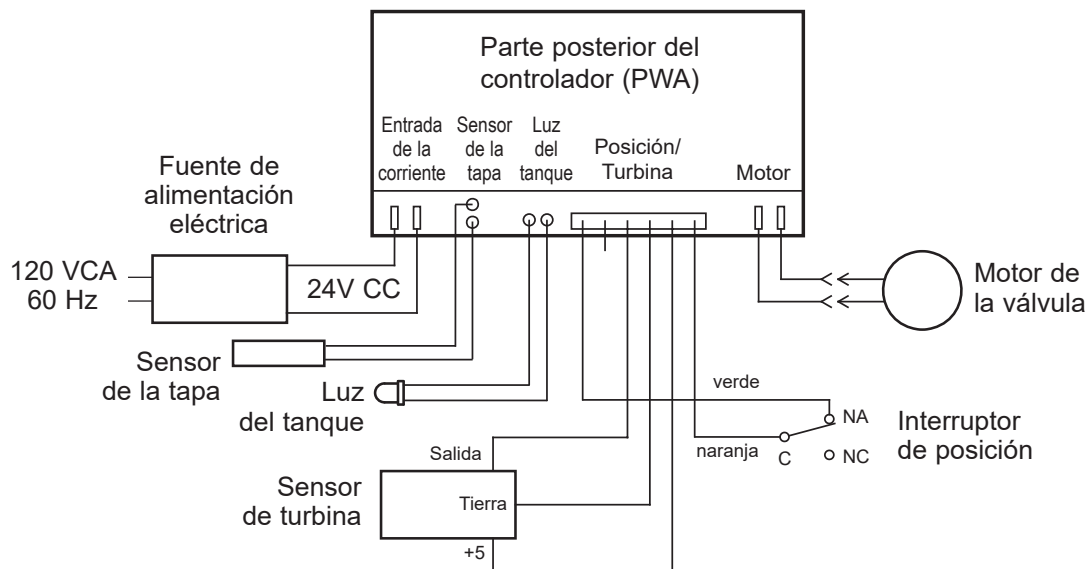 Parte posterior del
controlador (PWA)
Entrada
de la
corriente
Sensor
de la
tapa
Luz
del
tanque
Posición/
Turbina
Motor
Fuente de
alimentación
eléctrica
120 VCA
60 Hz
24V CC
Motor de
la válvula
Sensor
de la tapa
Luz
del tanque
verde
NA
naranja
C
NC
Interruptor
de posición
Salida
Sensor
de turbina
Tierra
+5